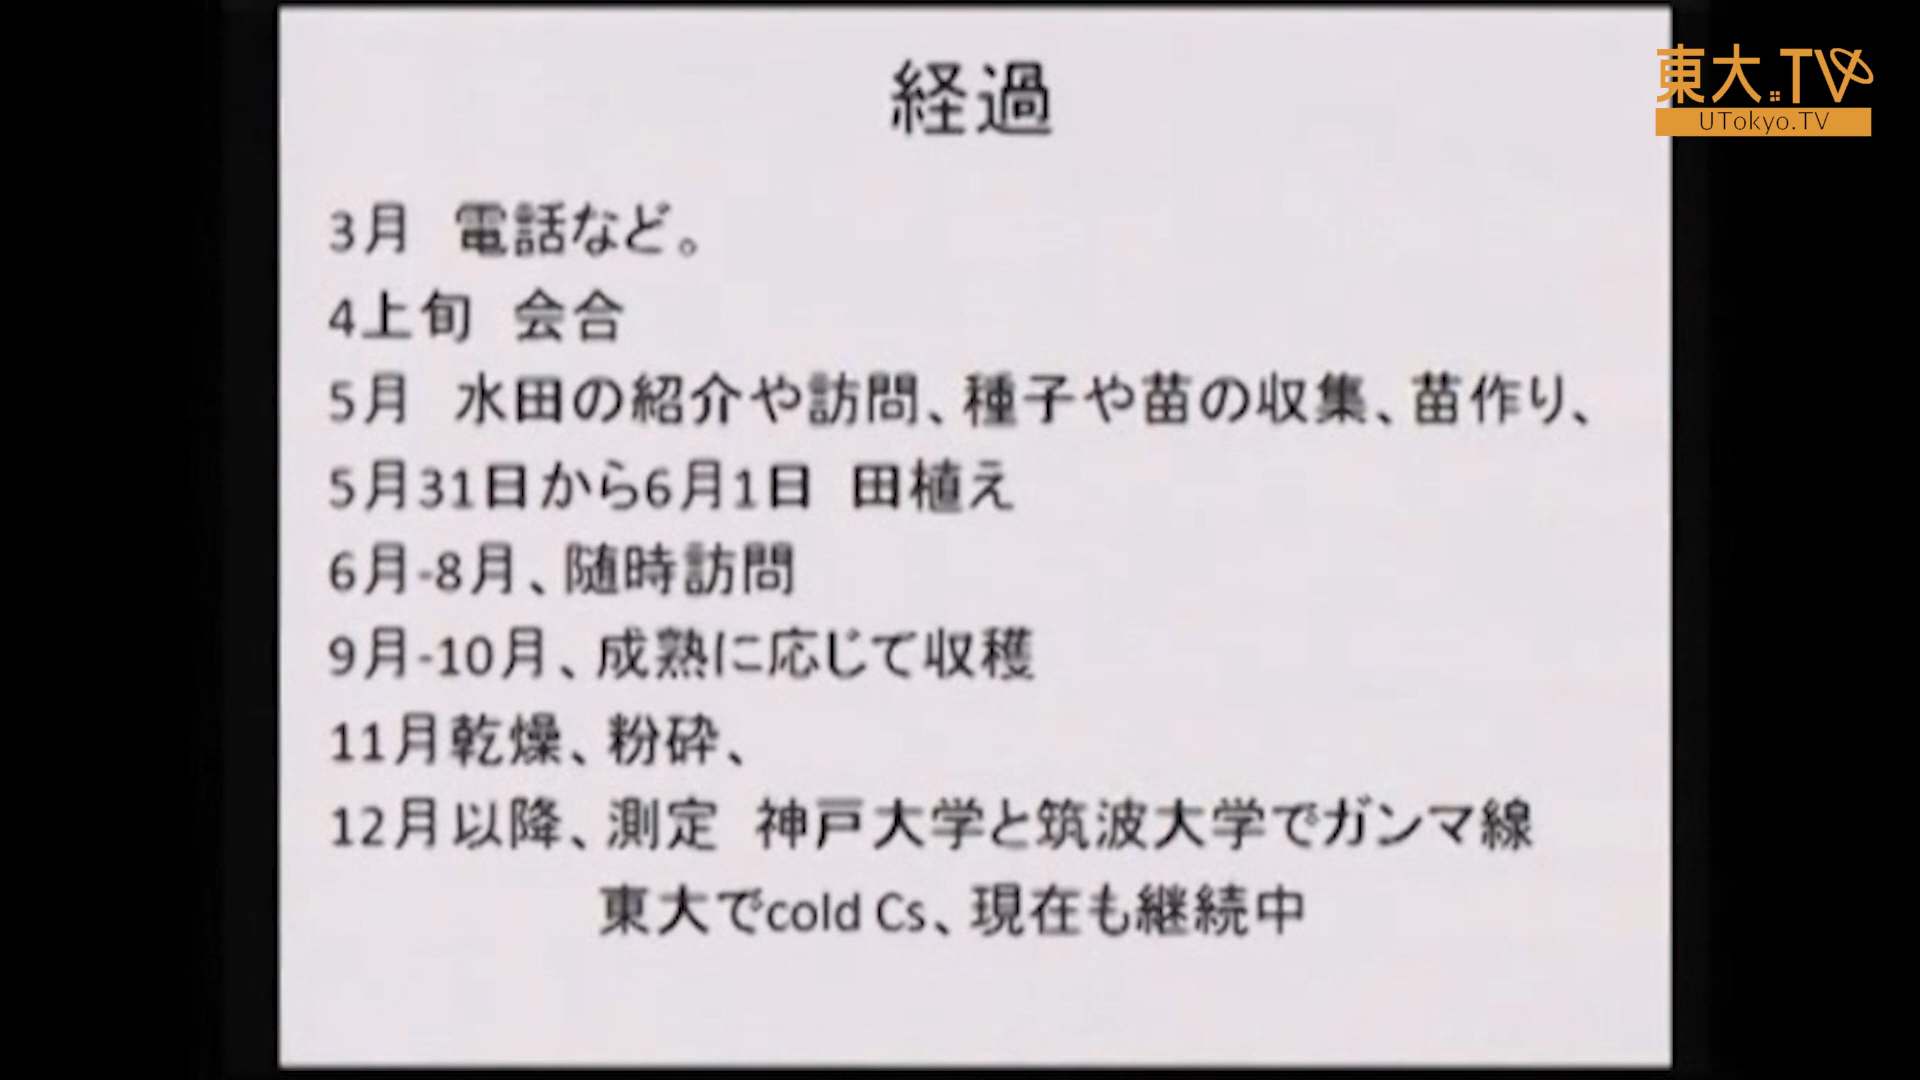 経過
東大TV
UTokyo.TV
3月　電話など。
4上旬　会合
5月　水田の紹介や訪問、種子や苗の収集、苗作り、
5月31日から6月1日　田植え
6月-8月、随時訪問
9月-10月、成熟に応じて収穫
11月乾燥、粉砕、
12月以降、測定　神戸大学と筑波大学でガンマ線
東大でcold Cs、現在も継続中